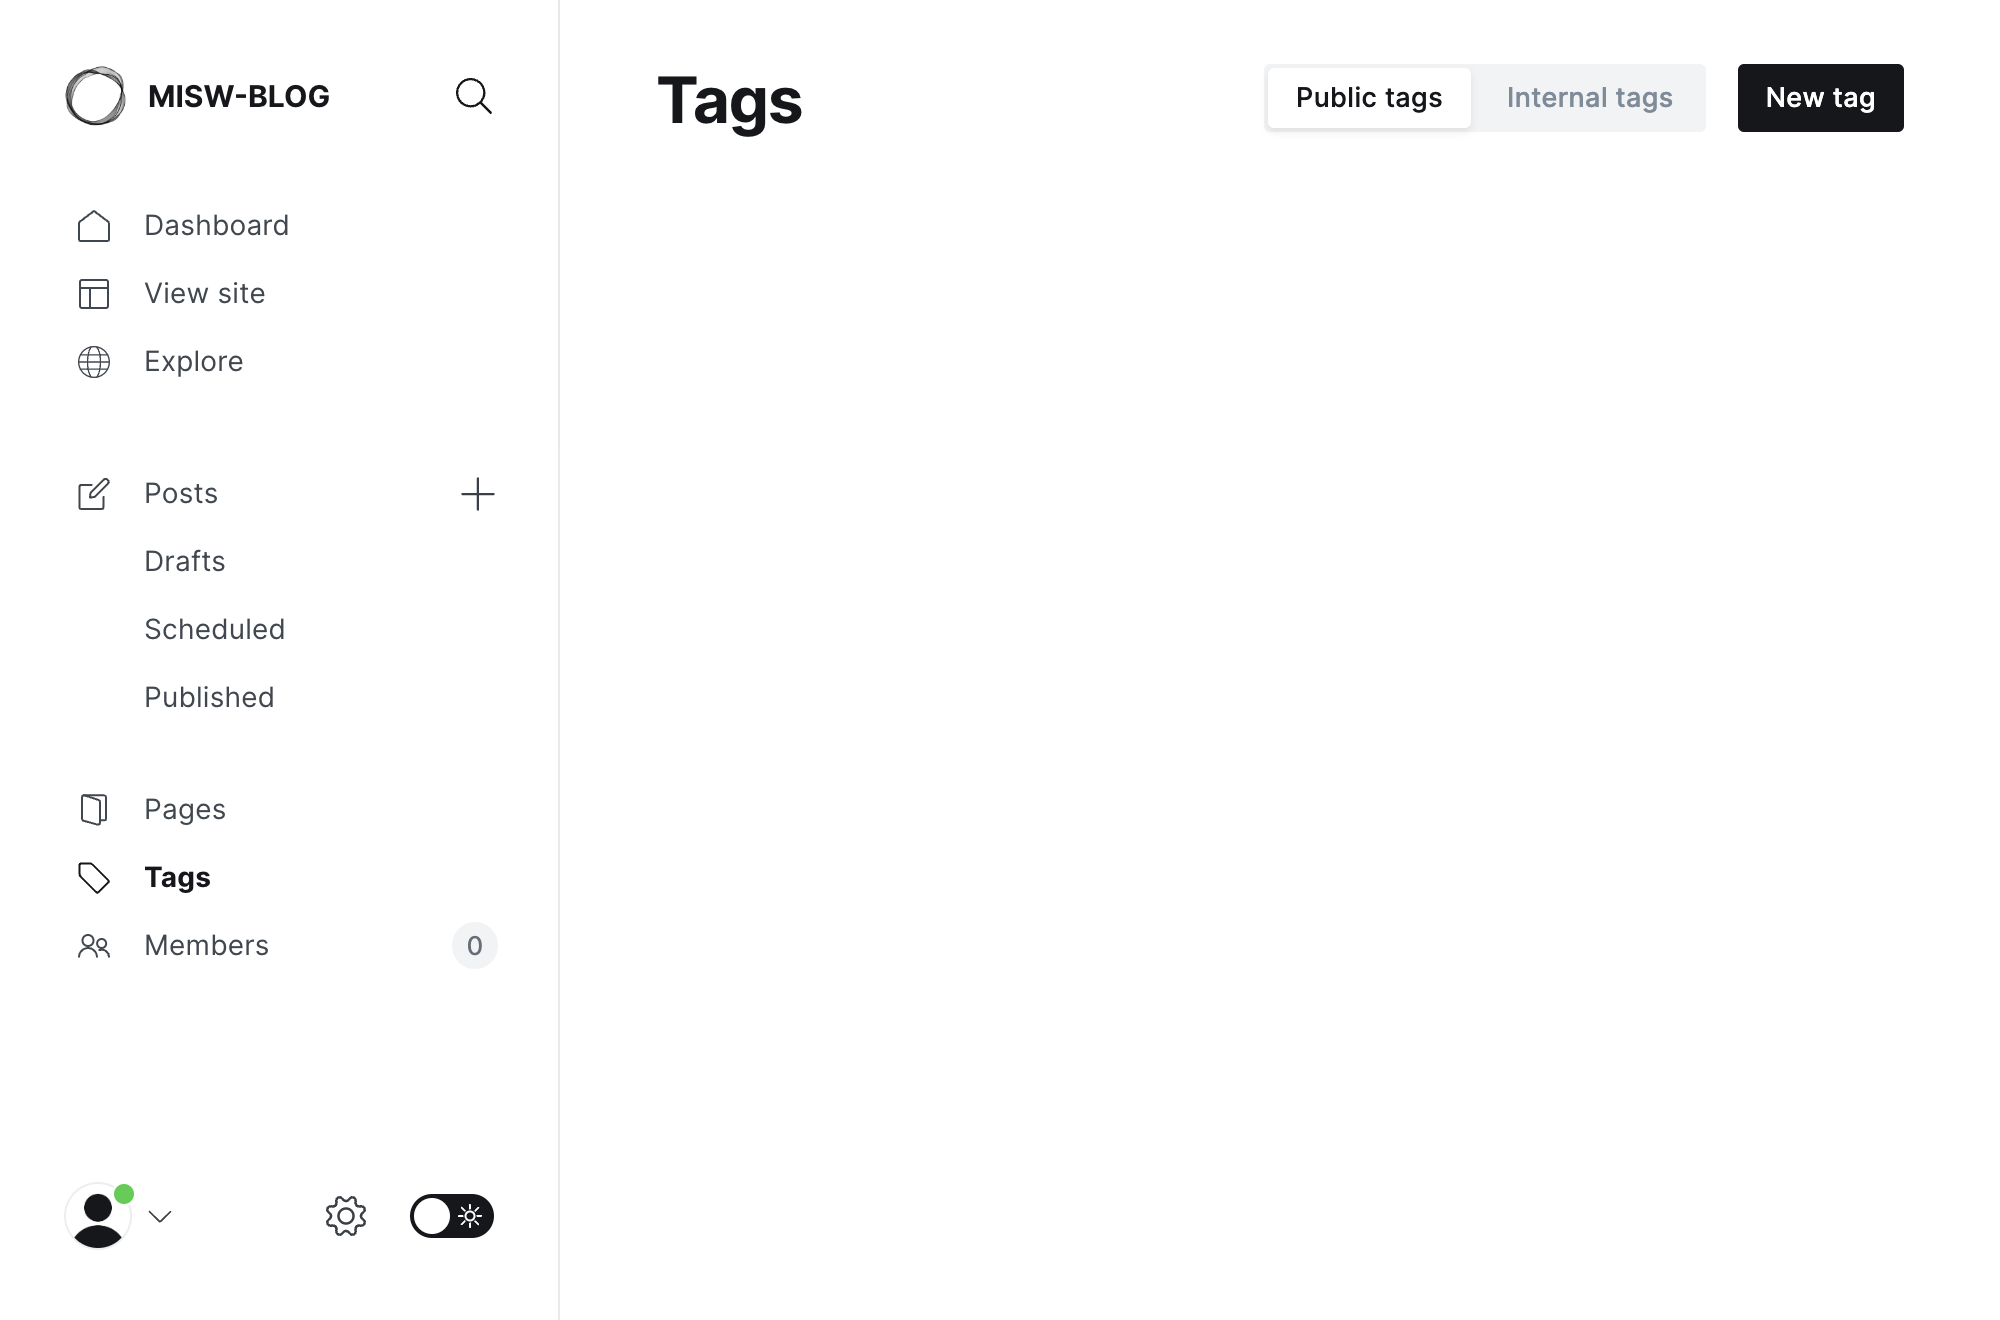 MISW-BLOG
Dashboard
View site
Explore
Posts
Drafts
Scheduled
Published
Pages
Tags
Members 0
Tags
Public tags Internal tags New tag